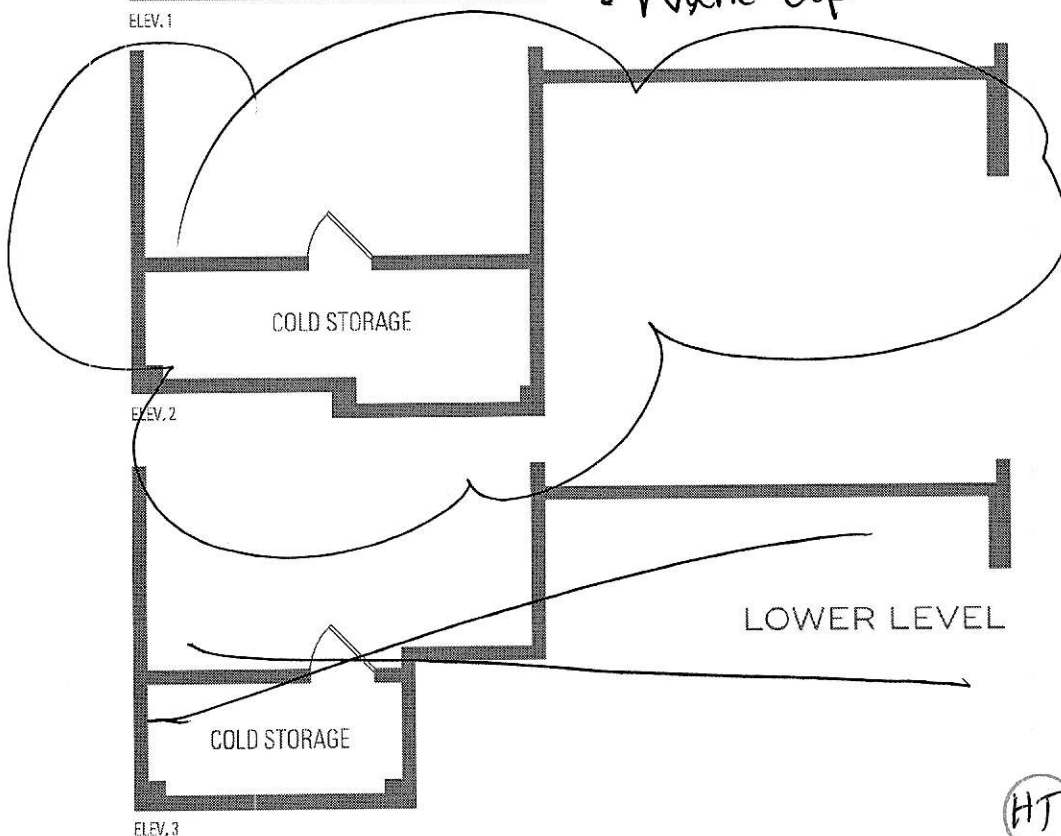 ELEV. 1
COLD STORAGE
ELEV. 2
LOWER LEVEL
COLD STORAGE
HT
ELEV. 3